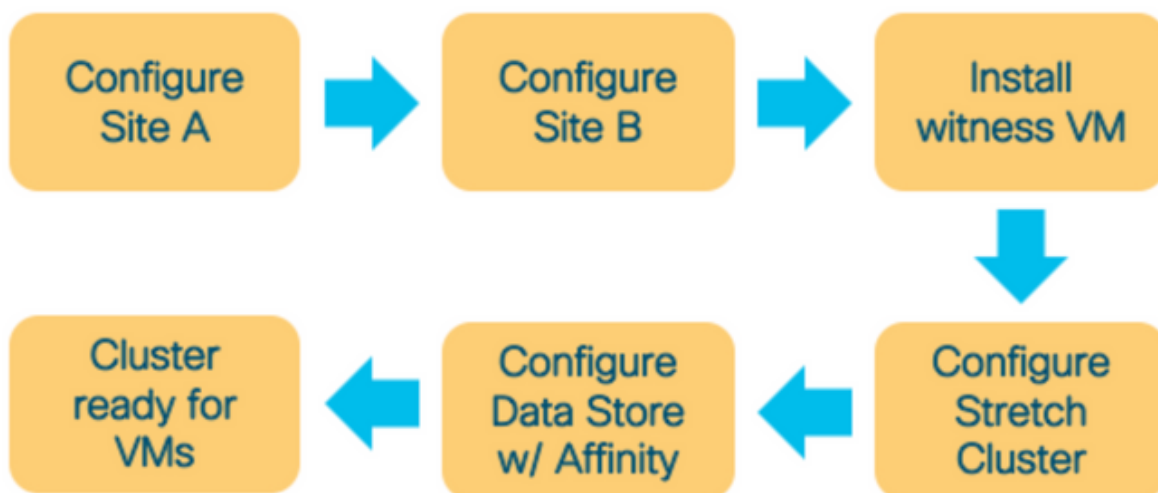 Configure
Site A
Configure
Site B
Install
witness VM
Configure
Stretch
Cluster
Configure
Data Store
w/ Affinity
Cluster
ready for
VMs